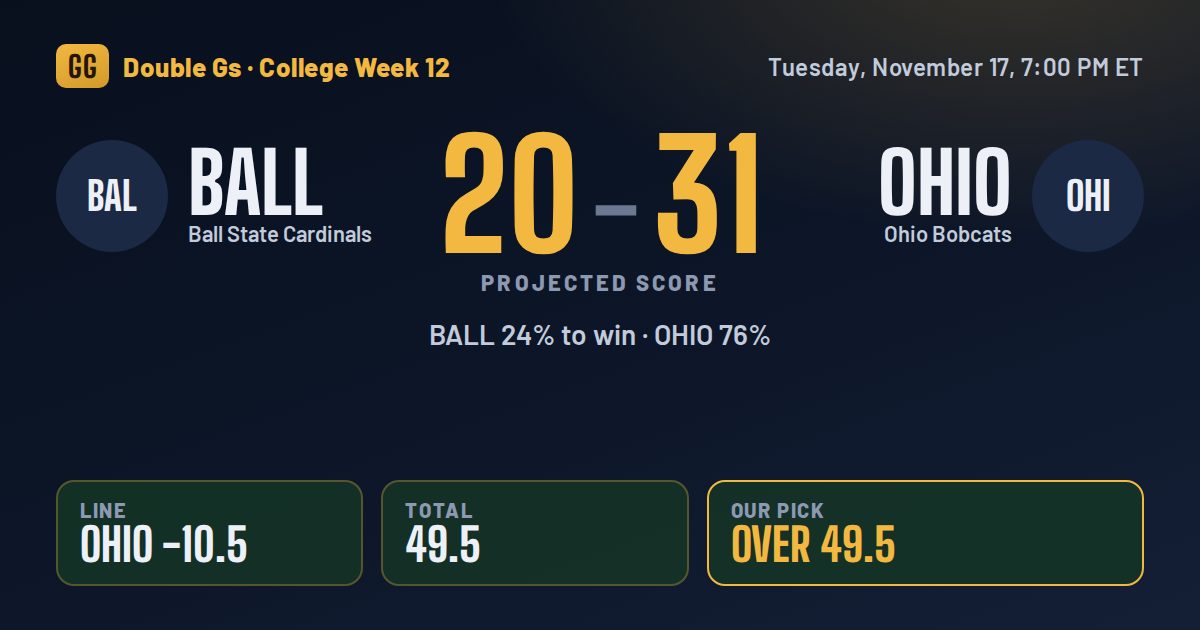 GG Double Gs · College Week 12
Tuesday, November 17, 7:00 PM ET
BAL
BALL
Ball State Cardinals
20 – 31
PROJECTED SCORE
BALL 24% to win · OHIO 76%
OHIO
Ohio Bobcats
OHI
LINE
OHIO −10.5
TOTAL
49.5
OUR PICK
OVER 49.5